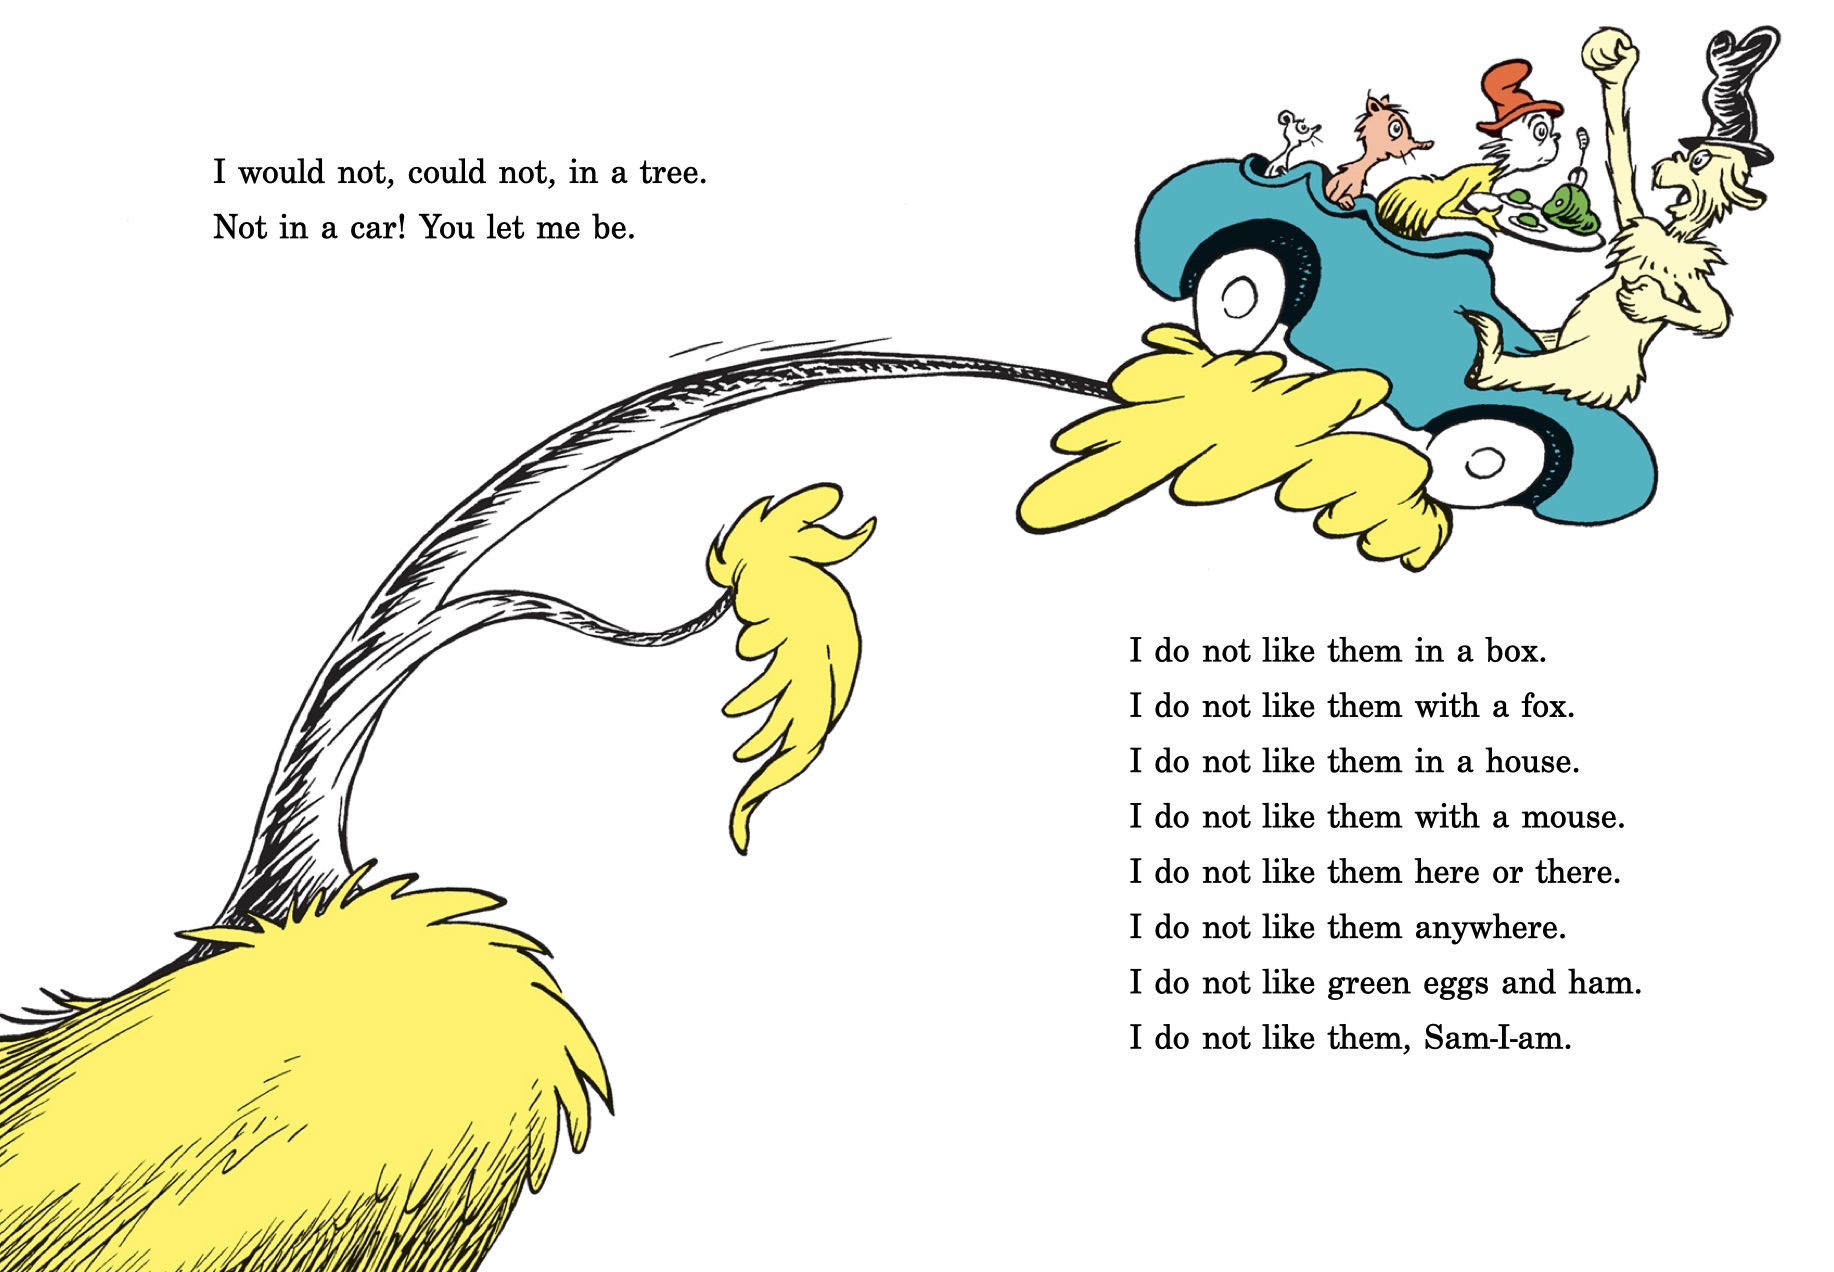 I would not, could not, in a tree.
Not in a car! You let me be.
I do not like them in a box.
I do not like them with a fox.
I do not like them in a house.
I do not like them with a mouse.
I do not like them here or there.
I do not like them anywhere.
I do not like green eggs and ham.
I do not like them, Sam-I-am.